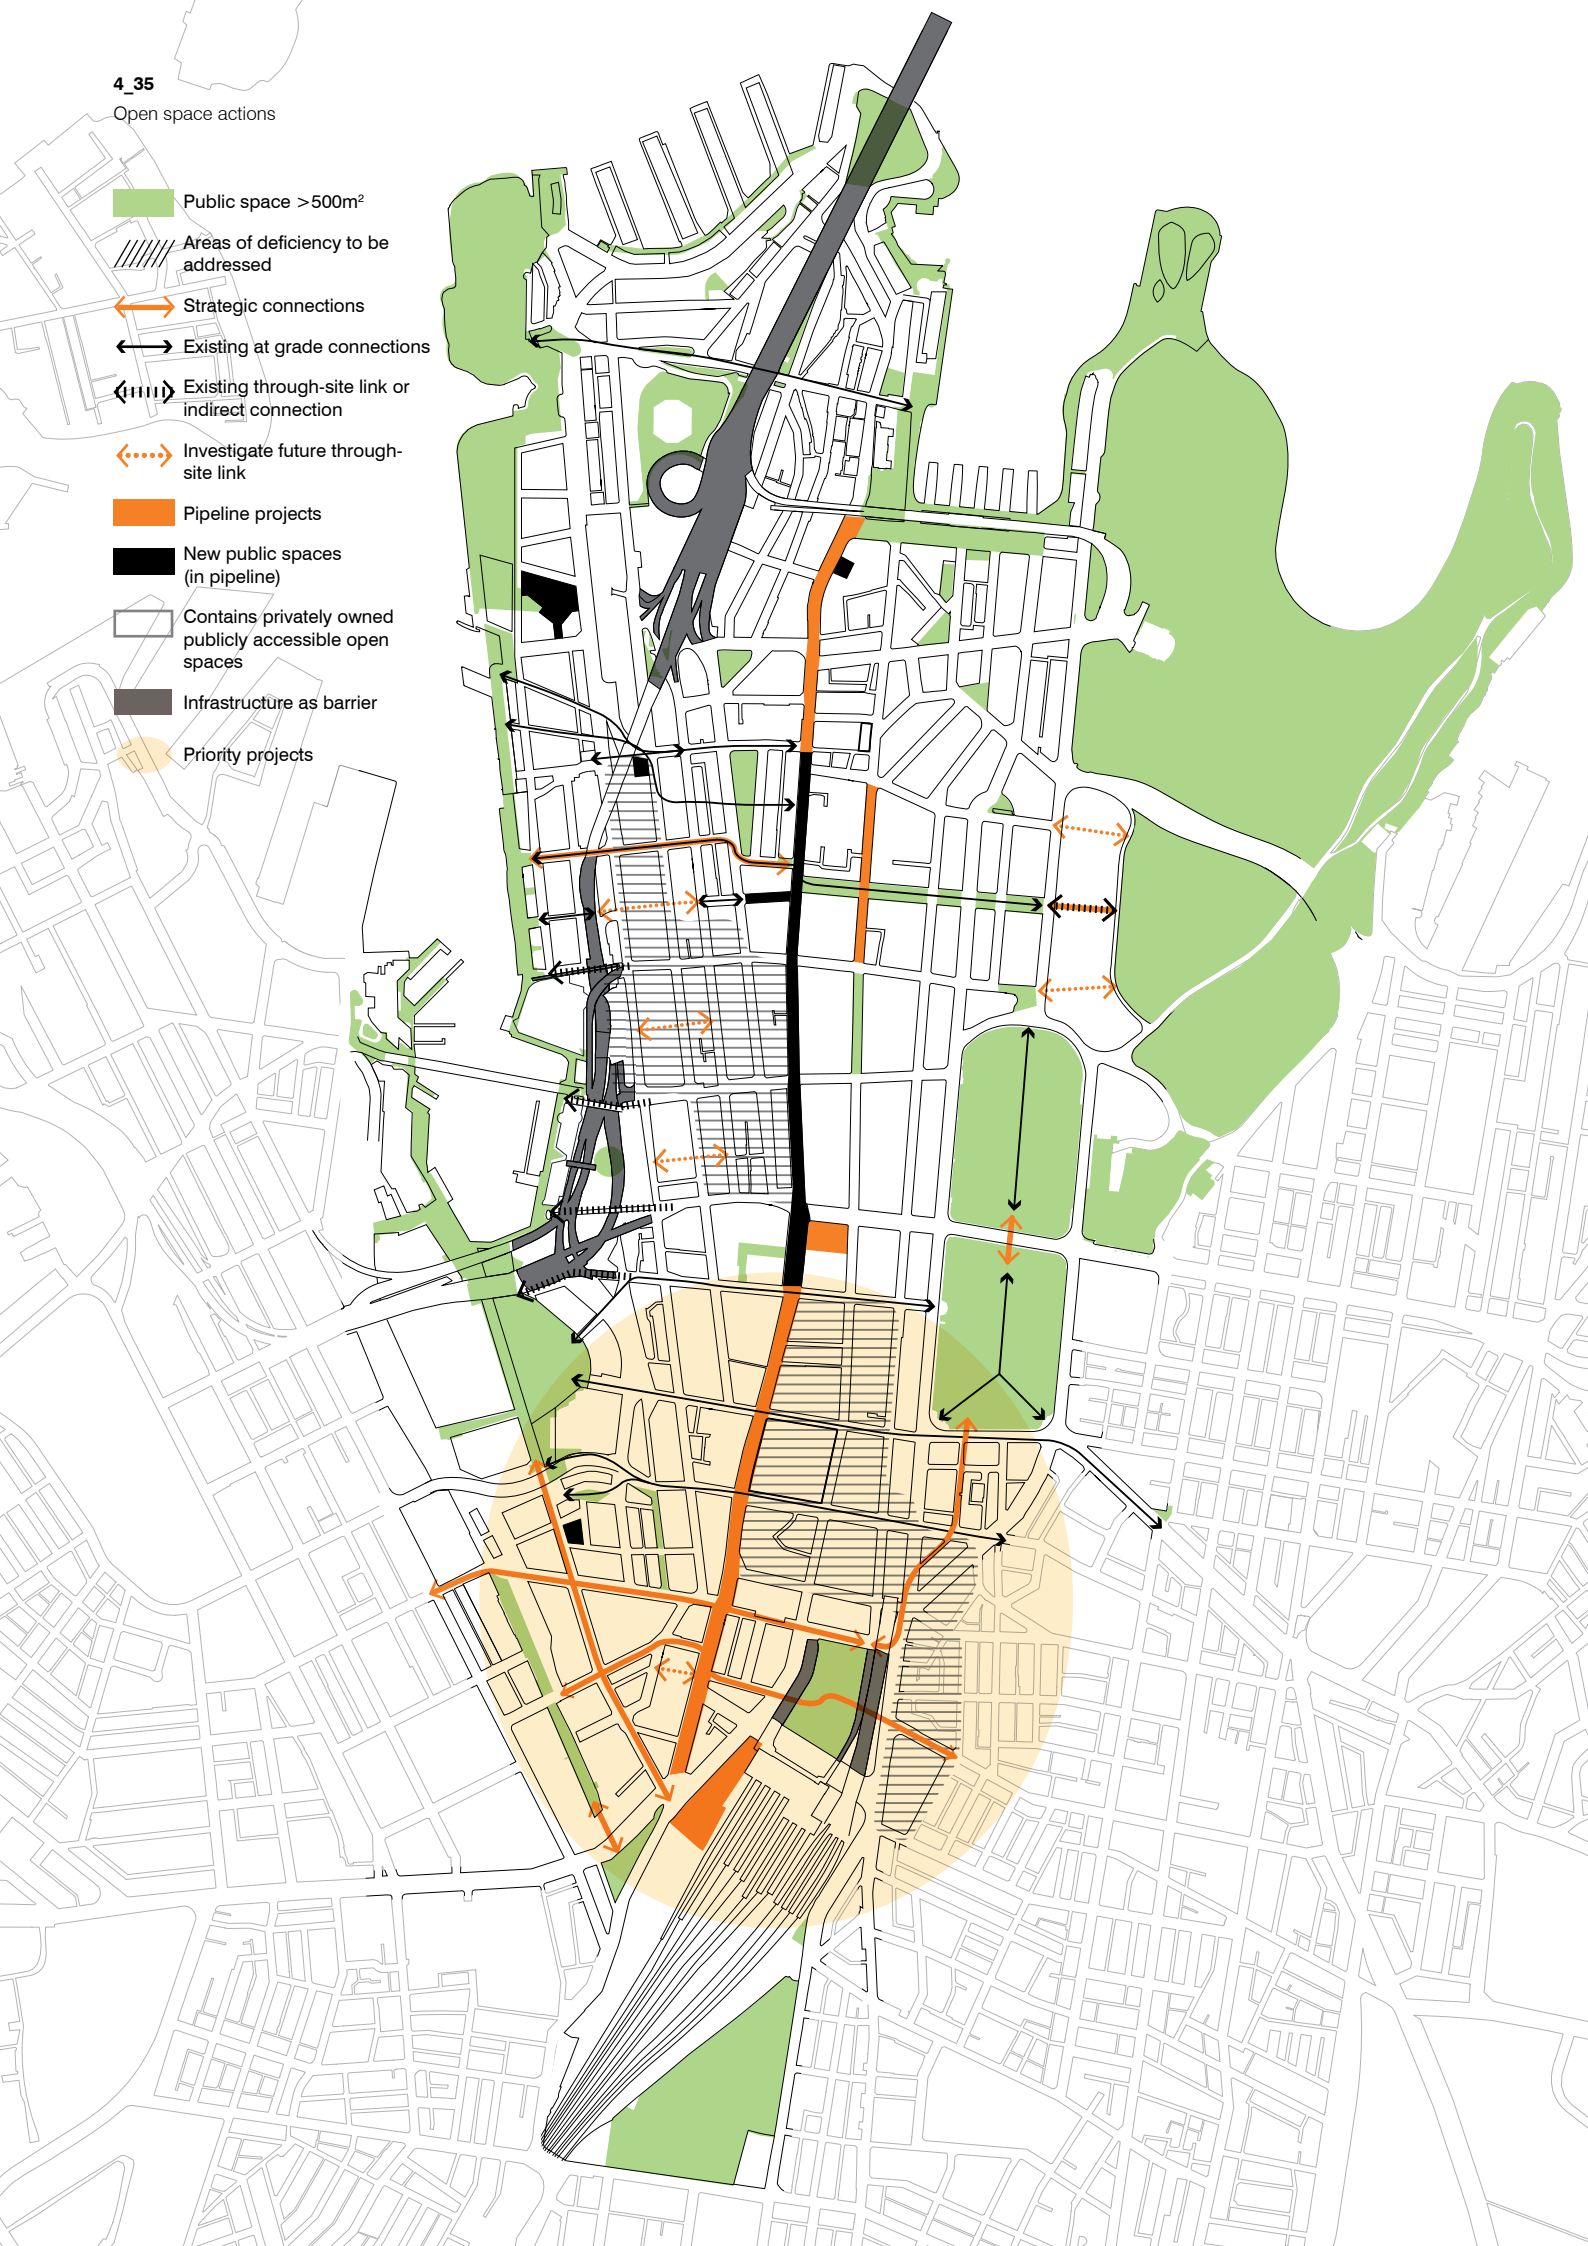 4_35
Open space actions
Public space >500m²
Areas of deficiency to be
addressed
Strategic connections
Existing at grade connections
Existing through-site link or
indirect connection
Investigate future through-
site link
Pipeline projects
New public spaces
(in pipeline)
Contains privately owned
publicly accessible open
spaces
Infrastructure as barrier
Priority projects